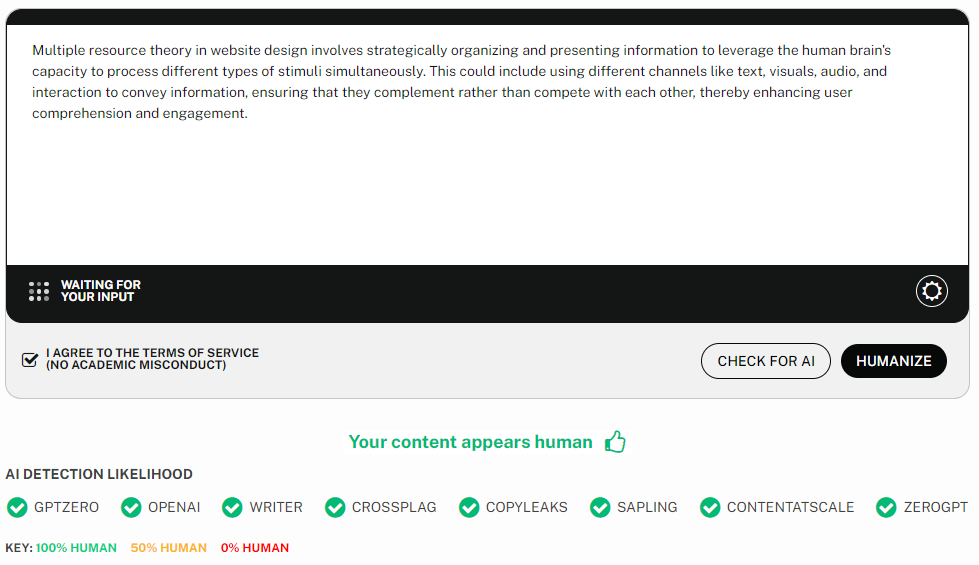 Multiple resource theory in website design involves strategically organizing and presenting information to leverage the human brain's
capacity to process different types of stimuli simultaneously. This could include using different channels like text, visuals, audio, and
interaction to convey information, ensuring that they complement rather than compete with each other, thereby enhancing user
comprehension and engagement.
WAITING FOR
YOUR INPUT
I AGREE TO THE TERMS OF SERVICE
(NO ACADEMIC MISCONDUCT)
CHECK FOR AI
HUMANIZE
Your content appears human
AI DETECTION LIKELIHOOD
GPTZERO OPENAI WRITER CROSSPLAG COPYLEAKS SAPLING CONTENTATSCALE ZEROGPT
KEY: 100% HUMAN 50% HUMAN 0% HUMAN